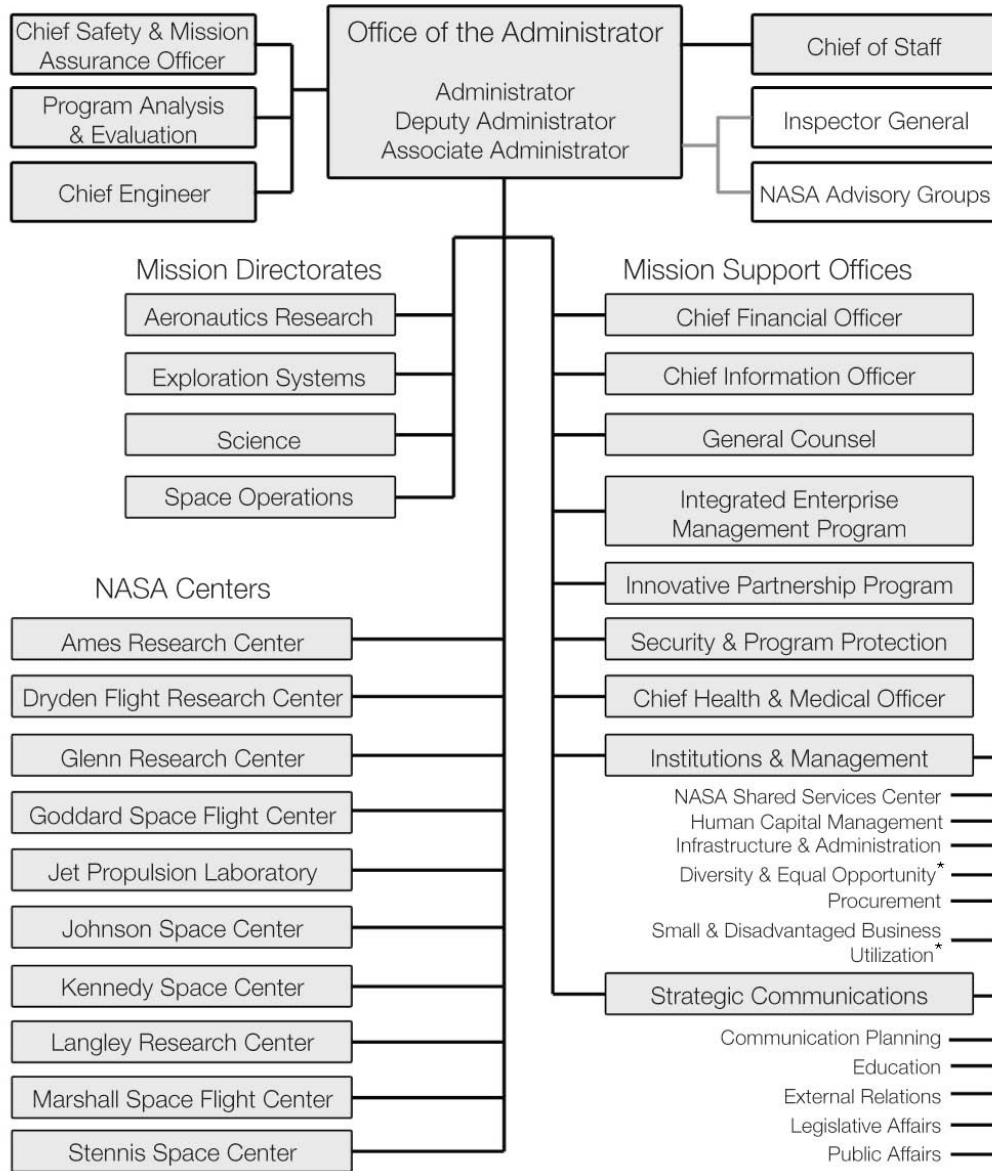 Chief Safety & Mission
Assurance Officer
Program Analysis
& Evaluation
Chief Engineer
Office of the Administrator
Administrator
Deputy Administrator
Associate Administrator
Chief of Staff
Inspector General
NASA Advisory Groups
Mission Directorates
Aeronautics Research
Exploration Systems
Science
Space Operations
NASA Centers
Ames Research Center
Dryden Flight Research Center
Glenn Research Center
Goddard Space Flight Center
Jet Propulsion Laboratory
Johnson Space Center
Kennedy Space Center
Langley Research Center
Marshall Space Flight Center
Stennis Space Center
Mission Support Offices
Chief Financial Officer
Chief Information Officer
General Counsel
Integrated Enterprise
Management Program
Innovative Partnership Program
Security & Program Protection
Chief Health & Medical Officer
Institutions & Management
NASA Shared Services Center
Human Capital Management
Infrastructure & Administration
Diversity & Equal Opportunity*
Procurement
Small & Disadvantaged Business
Utilization*
Strategic Communications
Communication Planning
Education
External Relations
Legislative Affairs
Public Affairs